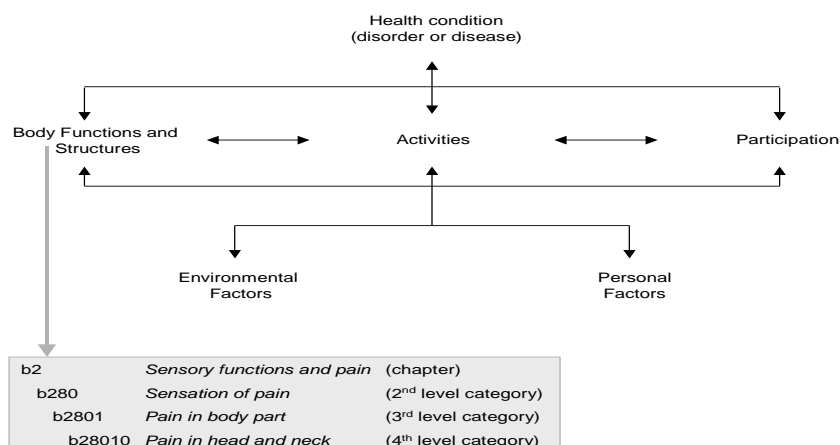 Health condition
(disorder or disease)
Body Functions and
Structures
Activities
Participation
Environmental
Factors
Personal
Factors
b2 Sensory functions and pain (chapter)
b280 Sensation of pain (2nd level category)
b2801 Pain in body part (3rd level category)
b28010 Pain in head and neck (4th level category)